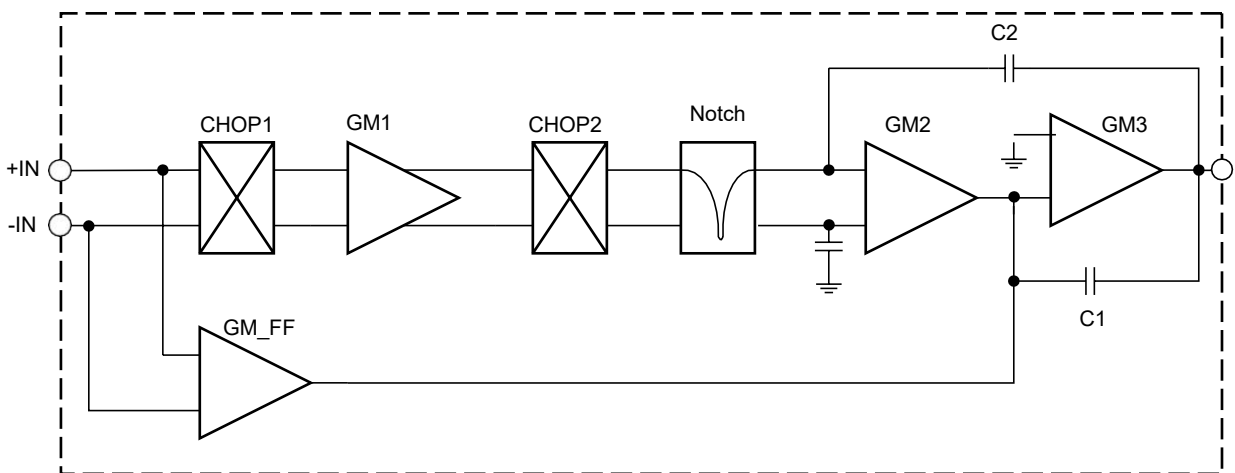 C2
CHOP1
GM1
CHOP2
Notch
GM2
GM3
+IN
-IN
C1
GM_FF